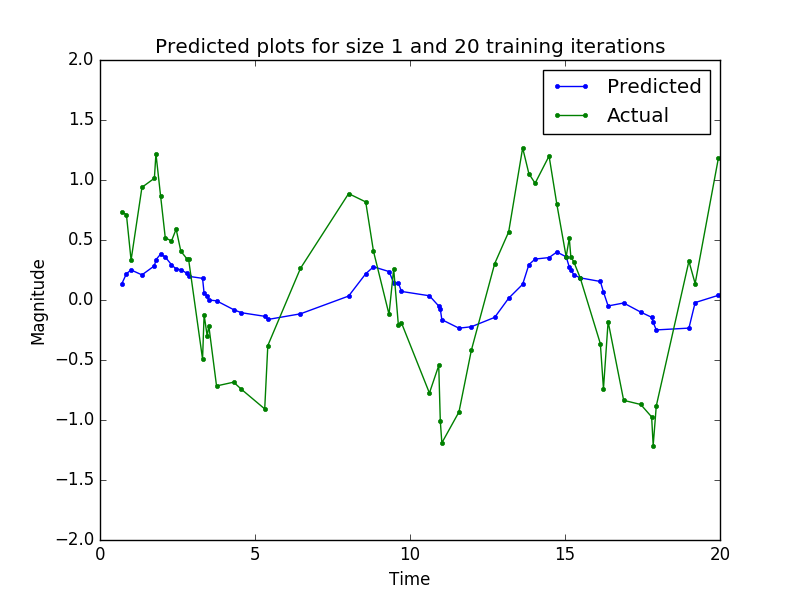 Predicted plots for size 1 and 20 training iterations
2.0
1.5
1.0
0.5
0.0
−0.5
−1.0
−1.5
−2.0
Magnitude
Predicted
Actual
0 5 10 15 20
Time